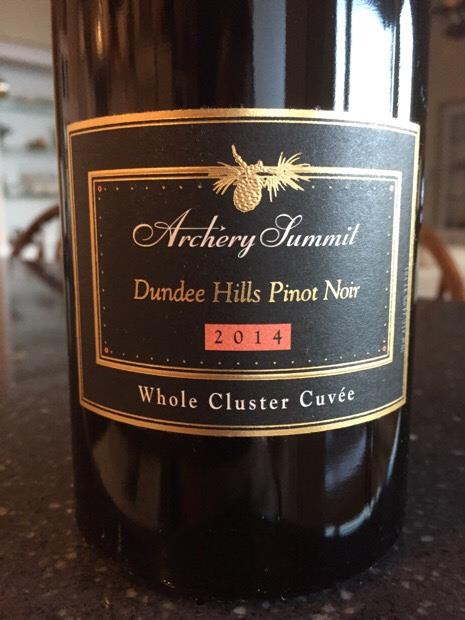 Archery Summit
Dundee Hills Pinot Noir
2014
Whole Cluster Cuvée